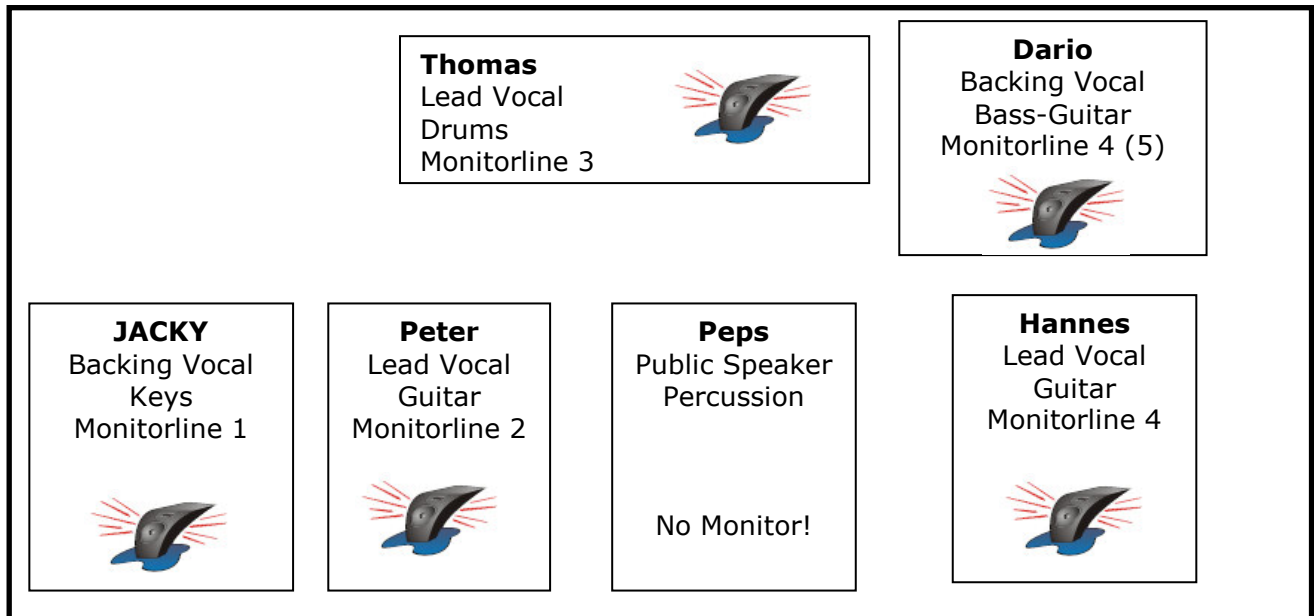 Thomas
Lead Vocal
Drums
Monitorline 3
Dario
Backing Vocal
Bass-Guitar
Monitorline 4 (5)
JACKY
Backing Vocal
Keys
Monitorline 1
Peter
Lead Vocal
Guitar
Monitorline 2
Peps
Public Speaker
Percussion
No Monitor!
Hannes
Lead Vocal
Guitar
Monitorline 4